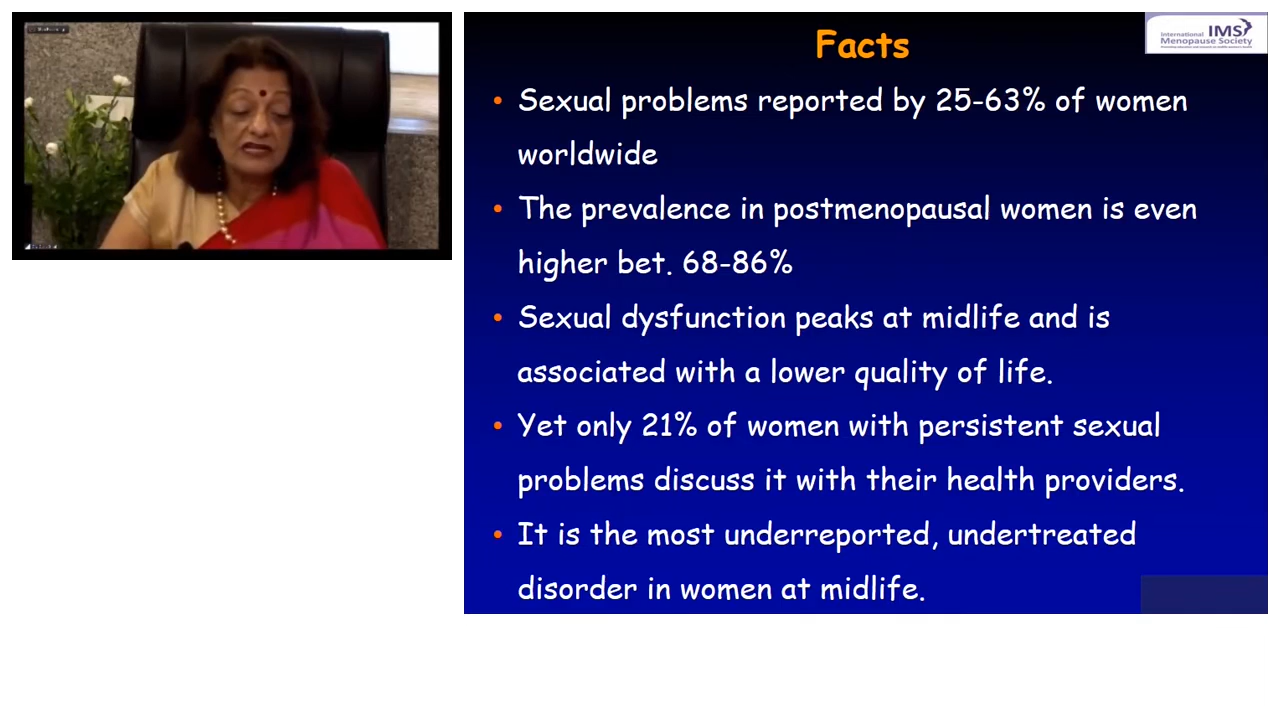 Facts
International
IMS
Menopause Society
• Sexual problems reported by 25-63% of women
worldwide
• The prevalence in postmenopausal women is even
higher bet. 68-86%
• Sexual dysfunction peaks at midlife and is
associated with a lower quality of life.
• Yet only 21% of women with persistent sexual
problems discuss it with their health providers.
• It is the most underreported, undertreated
disorder in women at midlife.